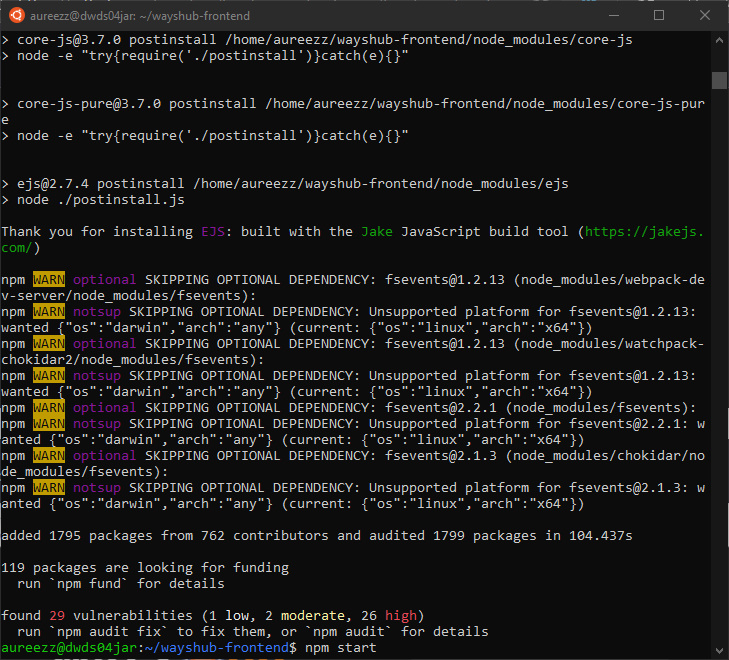 aureezz@dwds04jar: ~/wayshub-frontend
> core-js@3.7.0 postinstall /home/aureezz/wayshub-frontend/node_modules/core-js
> node -e "try{require('./postinstall')}catch(e){}"
> core-js-pure@3.7.0 postinstall /home/aureezz/wayshub-frontend/node_modules/core-js-pur
e
> node -e "try{require('./postinstall')}catch(e){}"
> ejs@2.7.4 postinstall /home/aureezz/wayshub-frontend/node_modules/ejs
> node ./postinstall.js
Thank you for installing EJS: built with the Jake JavaScript build tool (https://jakejs.
com/)
npm WARN optional SKIPPING OPTIONAL DEPENDENCY: fsevents@1.2.13 (node_modules/webpack-de
v-server/node_modules/fsevents):
npm WARN notsup SKIPPING OPTIONAL DEPENDENCY: Unsupported platform for fsevents@1.2.13:
wanted {"os":"darwin","arch":"any"} (current: {"os":"linux","arch":"x64"})
npm WARN optional SKIPPING OPTIONAL DEPENDENCY: fsevents@1.2.13 (node_modules/watchpack-
chokidar2/node_modules/fsevents):
npm WARN notsup SKIPPING OPTIONAL DEPENDENCY: Unsupported platform for fsevents@1.2.13:
wanted {"os":"darwin","arch":"any"} (current: {"os":"linux","arch":"x64"})
npm WARN optional SKIPPING OPTIONAL DEPENDENCY: fsevents@2.2.1 (node_modules/fsevents):
npm WARN notsup SKIPPING OPTIONAL DEPENDENCY: Unsupported platform for fsevents@2.2.1: w
anted {"os":"darwin","arch":"any"} (current: {"os":"linux","arch":"x64"})
npm WARN optional SKIPPING OPTIONAL DEPENDENCY: fsevents@2.1.3 (node_modules/chokidar/no
de_modules/fsevents):
npm WARN notsup SKIPPING OPTIONAL DEPENDENCY: Unsupported platform for fsevents@2.1.3: w
anted {"os":"darwin","arch":"any"} (current: {"os":"linux","arch":"x64"})
added 1795 packages from 762 contributors and audited 1799 packages in 104.437s
119 packages are looking for funding
run `npm fund` for details
found 29 vulnerabilities (1 low, 2 moderate, 26 high)
run `npm audit fix` to fix them, or `npm audit` for details
aureezz@dwds04jar:~/wayshub-frontend$ npm start